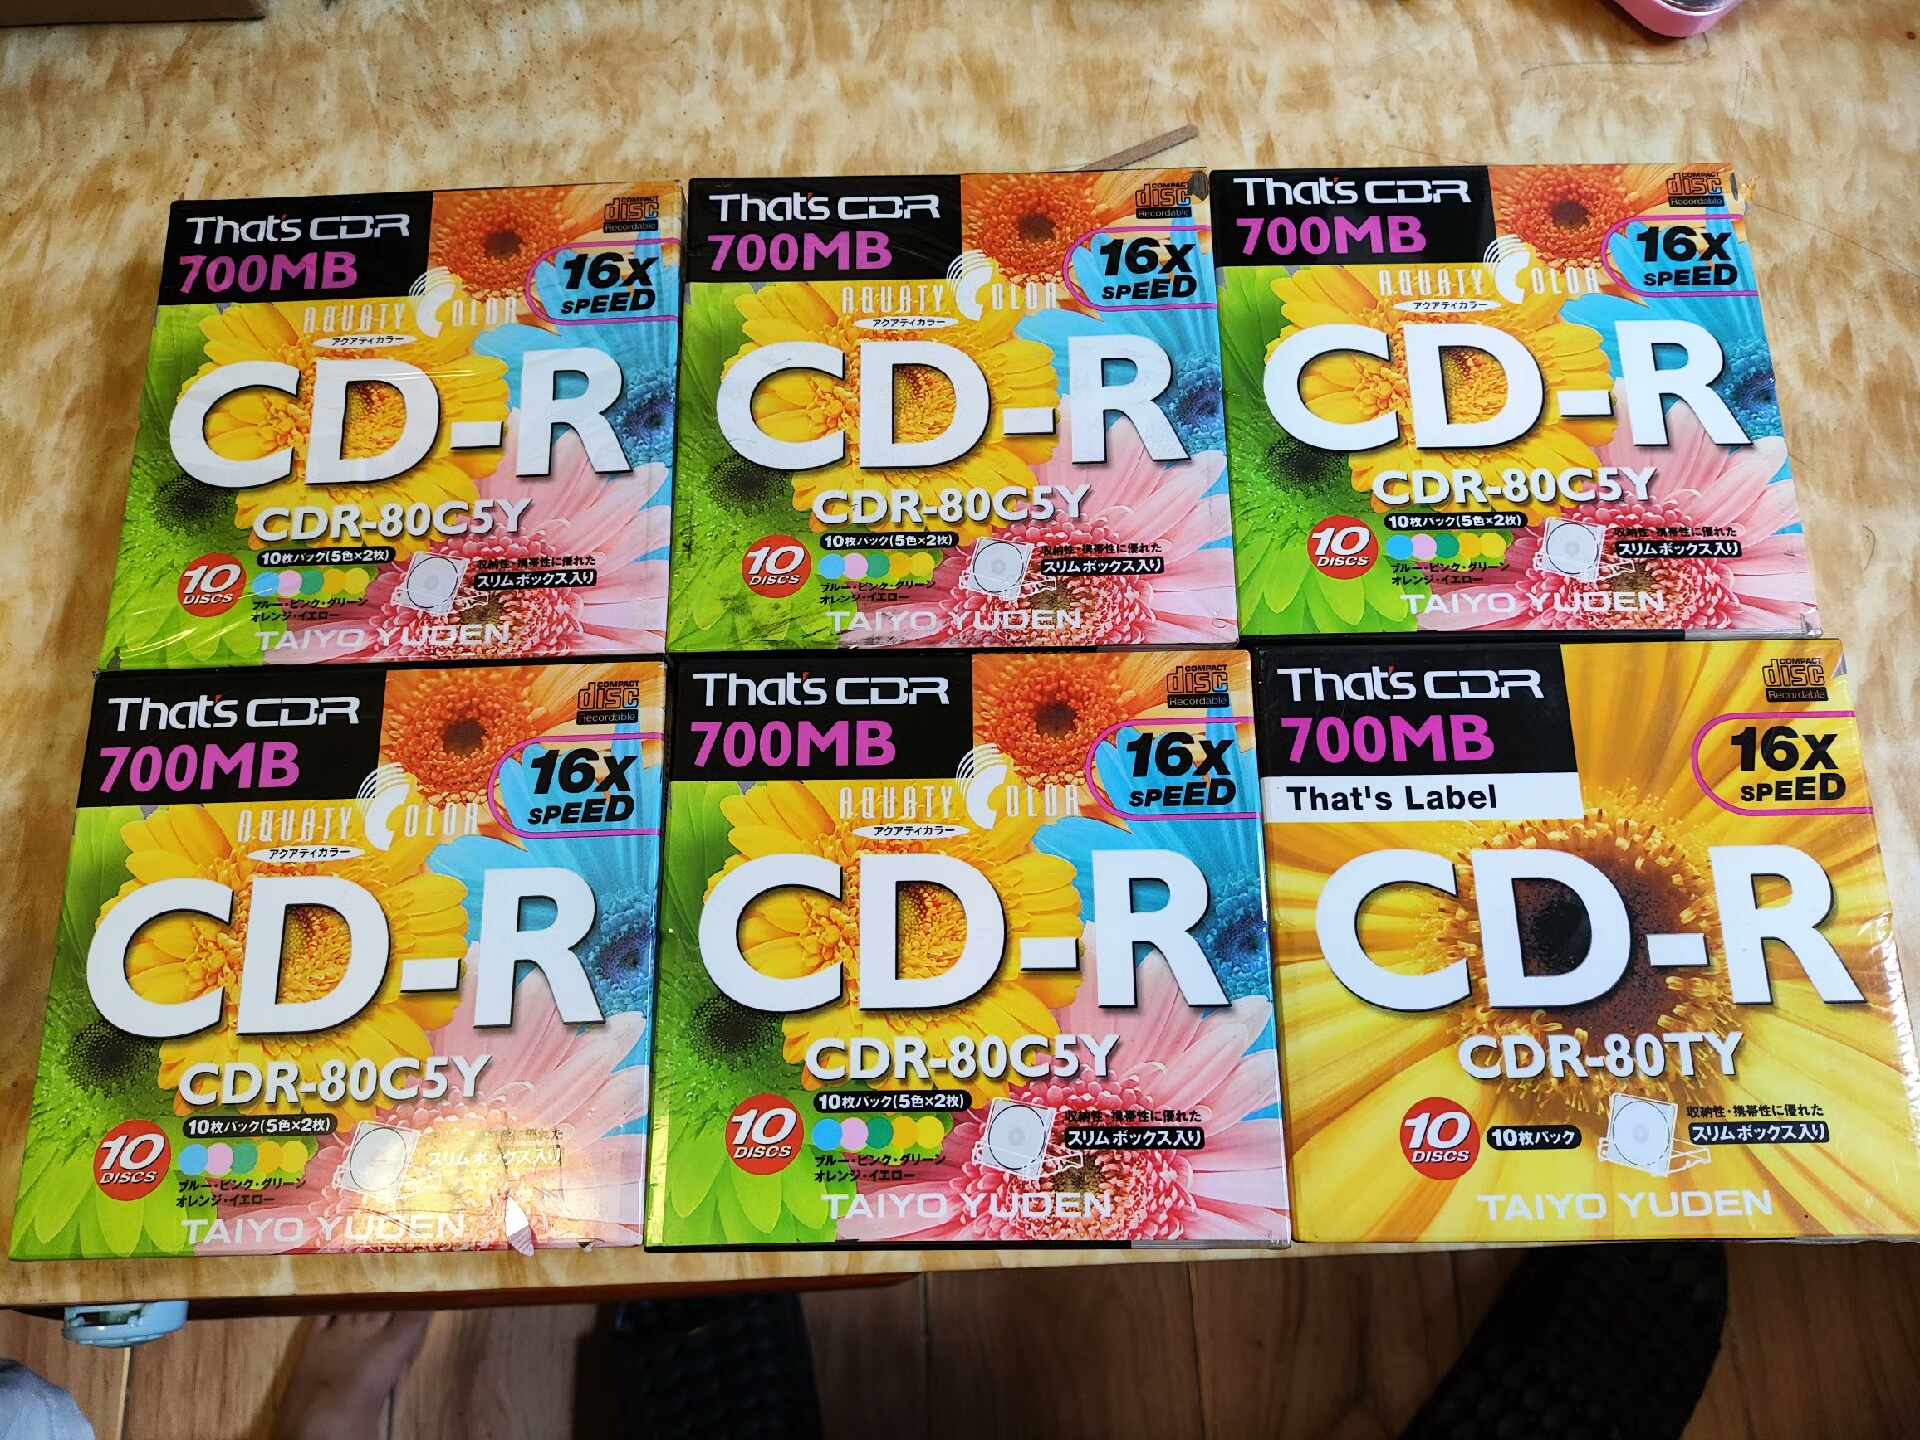 That's CDR
COMPACT
disc
Recordable
700MB
16X
SPEED
AQUATY COLOR
アクアティカラー
CD-R
CDR-80C5Y
10枚パック(5色×2枚)
10
DISCS
ブルー・ピンク・グリーン
オレンジ・イエロー
収納性・携帯性に優れた
スリムボックス入り
TAIYO YUDEN
That's CDR
COMPACT
disc
Recordable
700MB
16X
SPEED
AQUATY COLOR
アクアティカラー
CD-R
CDR-80C5Y
10枚パック(5色×2枚)
10
DISCS
ブルー・ピンク・グリーン
オレンジ・イエロー
収納性・携帯性に優れた
スリムボックス入り
TAIYO YUDEN
That's CDR
COMPACT
disc
Recordable
700MB
16X
SPEED
AQUATY COLOR
アクアティカラー
CD-R
CDR-80C5Y
10枚パック(5色×2枚)
10
DISCS
ブルー・ピンク・グリーン
オレンジ・イエロー
収納性・携帯性に優れた
スリムボックス入り
TAIYO YUDEN
That's CDR
COMPACT
disc
Recordable
700MB
16X
SPEED
AQUATY COLOR
アクアティカラー
CD-R
CDR-80C5Y
10枚パック(5色×2枚)
10
DISCS
ブルー・ピンク・グリーン
オレンジ・イエロー
性・携帯性に優れた
スリムボックス入り
TAIYO YUDEN
That's CDR
COMPACT
disc
Recordable
700MB
16X
SPEED
AQUATY COLOR
アクアティカラー
CD-R
CDR-80C5Y
10枚パック(5色×2枚)
10
DISCS
ブルー・ピンク・グリーン
オレンジ・イエロー
収納性・携帯性に優れた
スリムボックス入り
TAIYO YUDEN
That's CDR
COMPACT
disc
Recordable
700MB
That's Label
16X
SPEED
CD-R
CDR-80TY
10
DISCS
10枚パック
収納性・携帯性に優れた
スリムボックス入り
TAIYO YUDEN